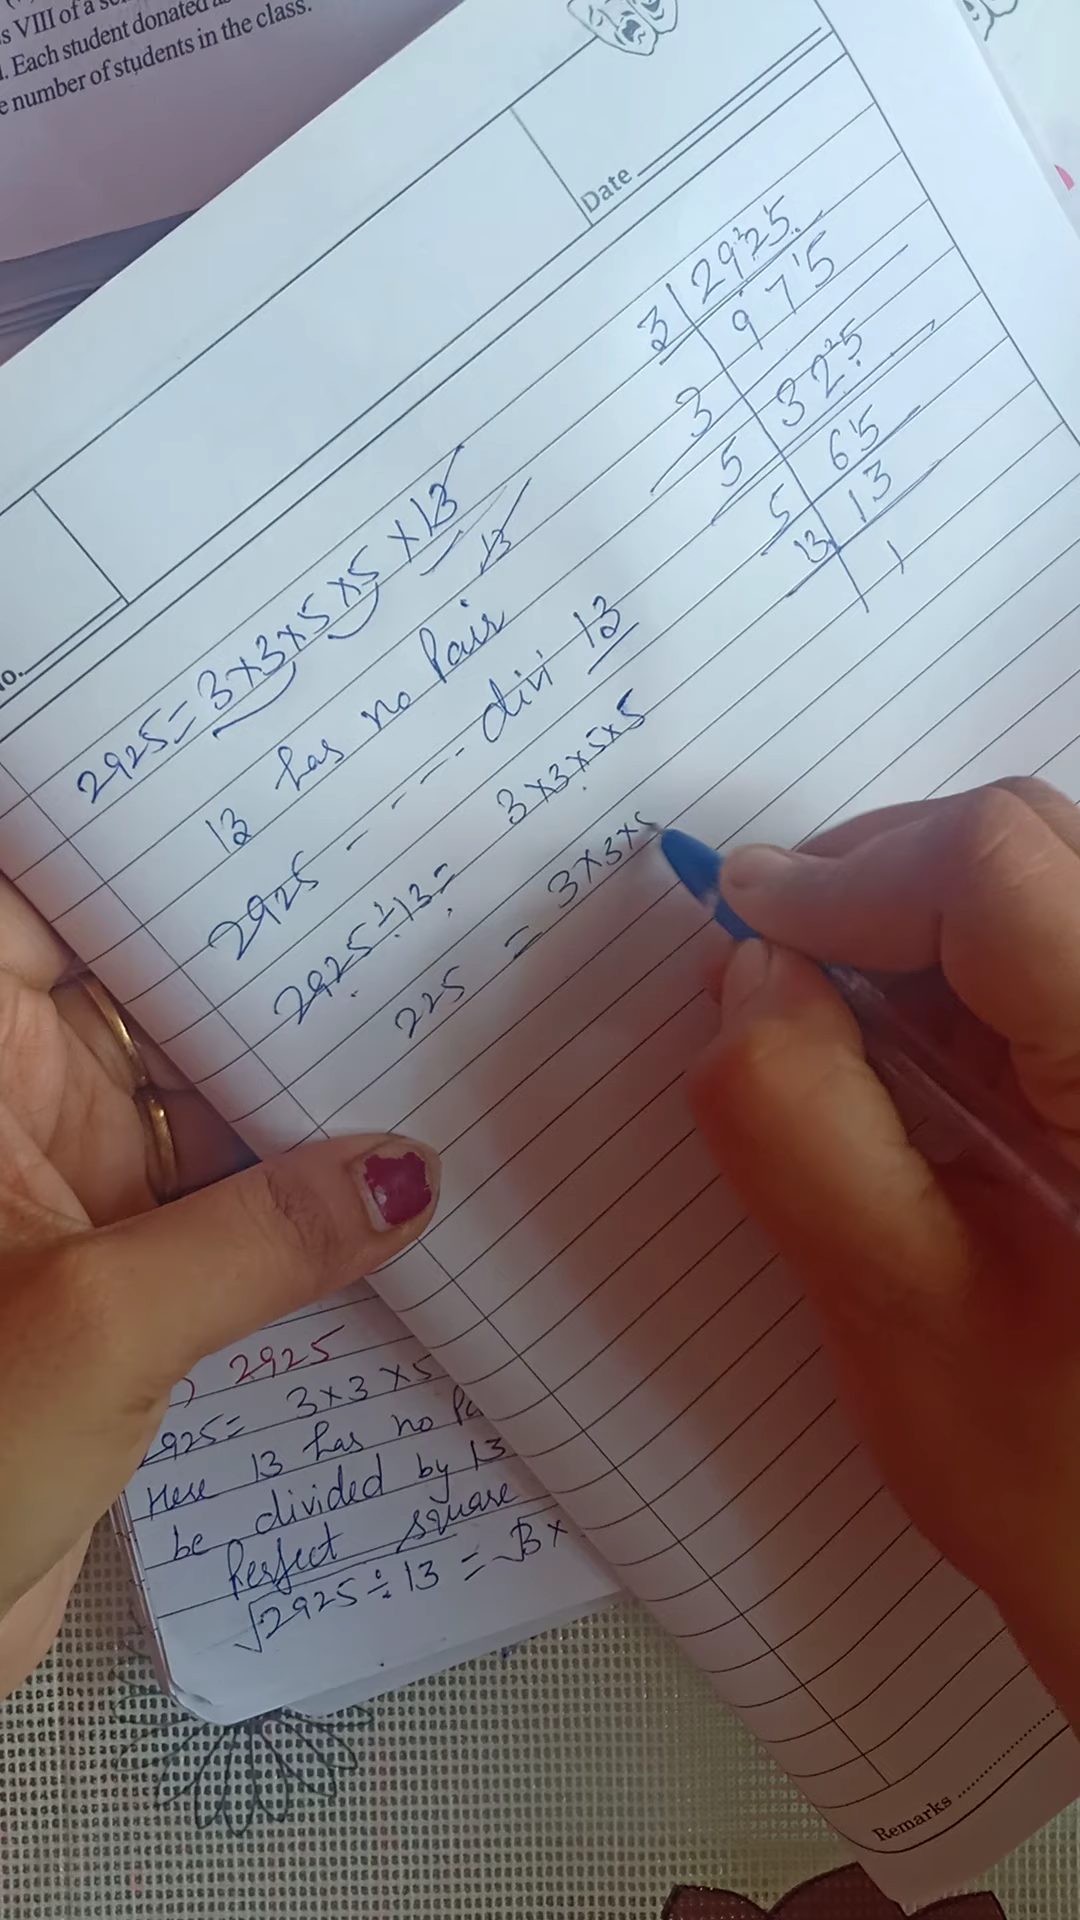 s VIII of a
. Each student donated
e number of students in the class.
Date
3 | 2925
3 | 975
5 | 325
5 | 65
13 | 13
1
2925 = 3×3×5×5×13
13
13 has no Pair
2925 = - - - divi 13
2925 ÷ 13 = 3×3×5×5
225 = 3×3×5
o.
) 2925
2925 = 3×3×5
Here 13 has no Pa
be divided by 13
Perfect square
√2925 ÷ 13 = √3×
Remarks